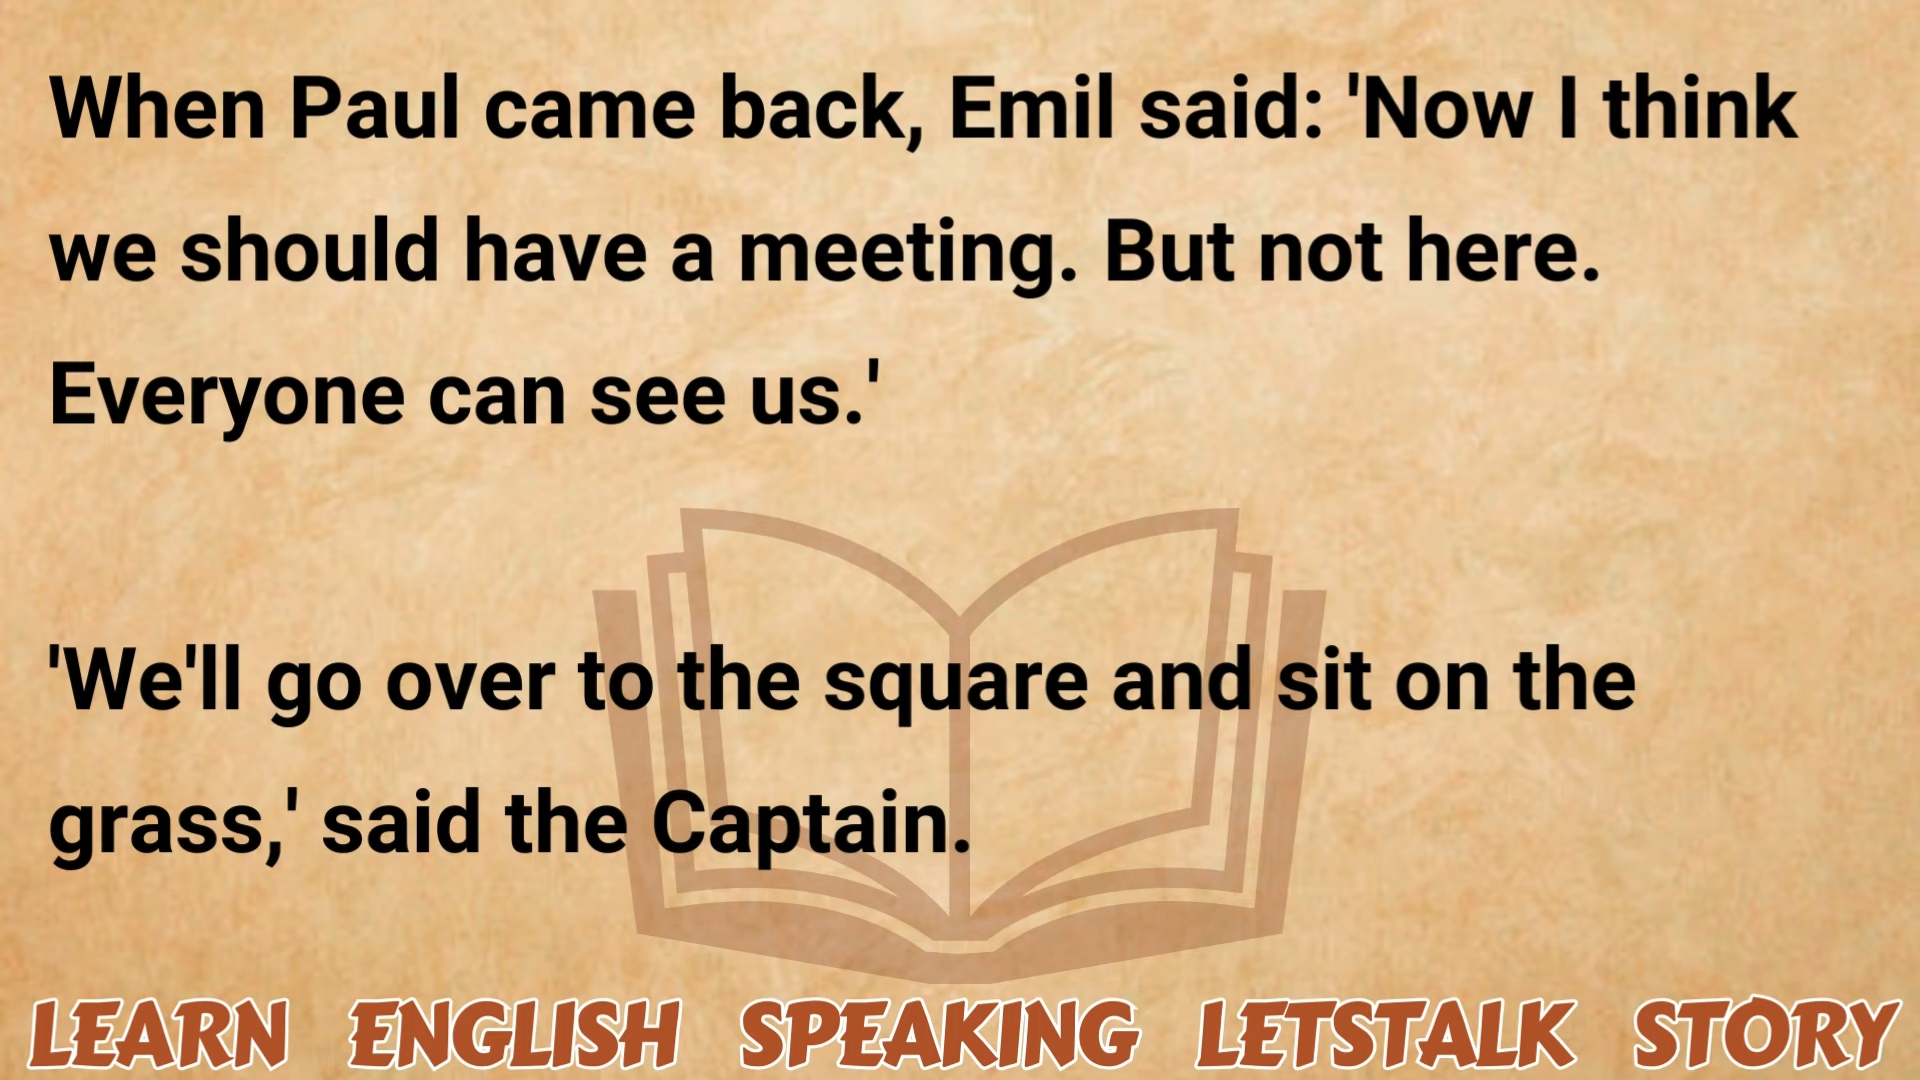 When Paul came back, Emil said: 'Now I think
we should have a meeting. But not here.
Everyone can see us.'
'We'll go over to the square and sit on the
grass,' said the Captain.
LEARN ENGLISH SPEAKING LETSTALK STORY